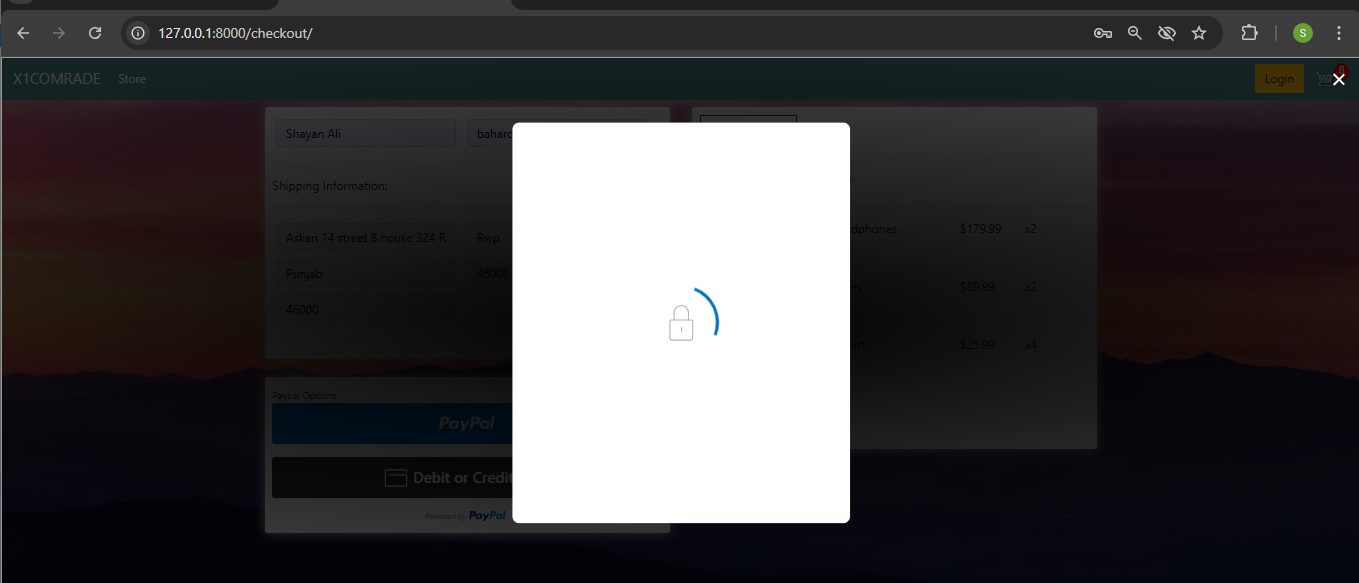 127.0.0.1:8000/checkout/
S
X1COMRADE Store Login 8
Shayan Ali
Shipping Information:
Askari 14 street 8 house 324 R Rwp
Punjab 46000
46000
$179.99 x2
$89.99 x2
$25.99 x4
Paypal Options
PayPal
Debit or Credit
Powered by PayPal